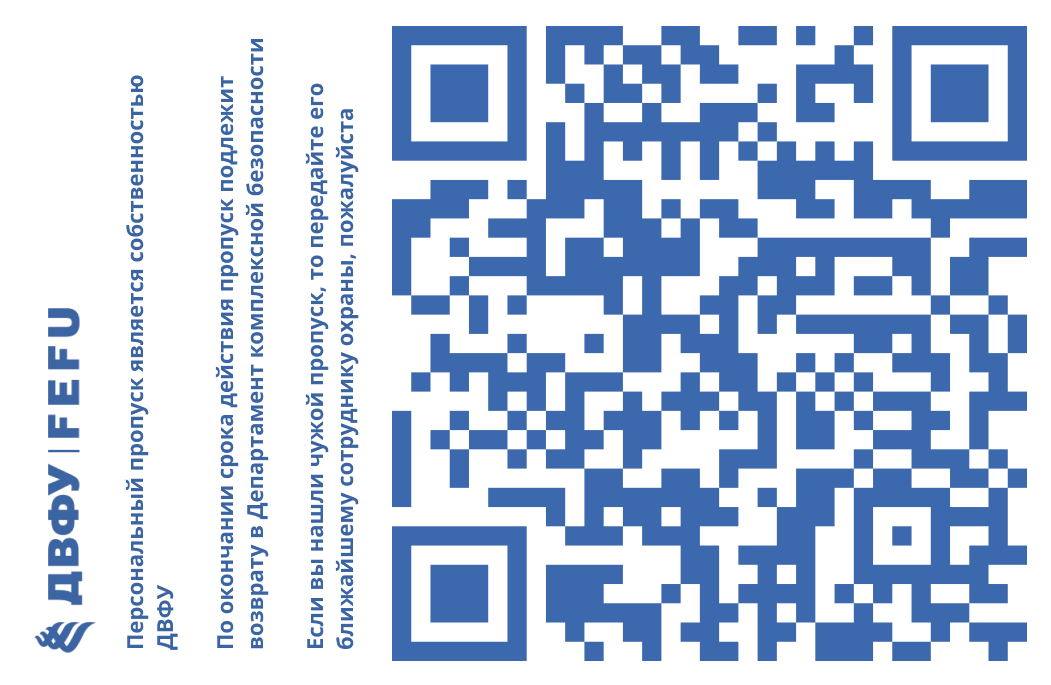 ДВФУ | FEFU
Персональный пропуск является собственностью
ДВФУ
По окончании срока действия пропуск подлежит
возврату в Департамент комплексной безопасности
Если вы нашли чужой пропуск, то передайте его
ближайшему сотруднику охраны, пожалуйста